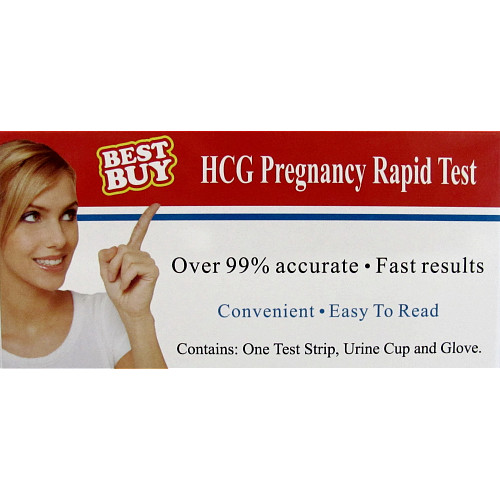 BEST
BUY
HCG Pregnancy Rapid Test
Over 99% accurate • Fast results
Convenient • Easy To Read
Contains: One Test Strip, Urine Cup and Glove.